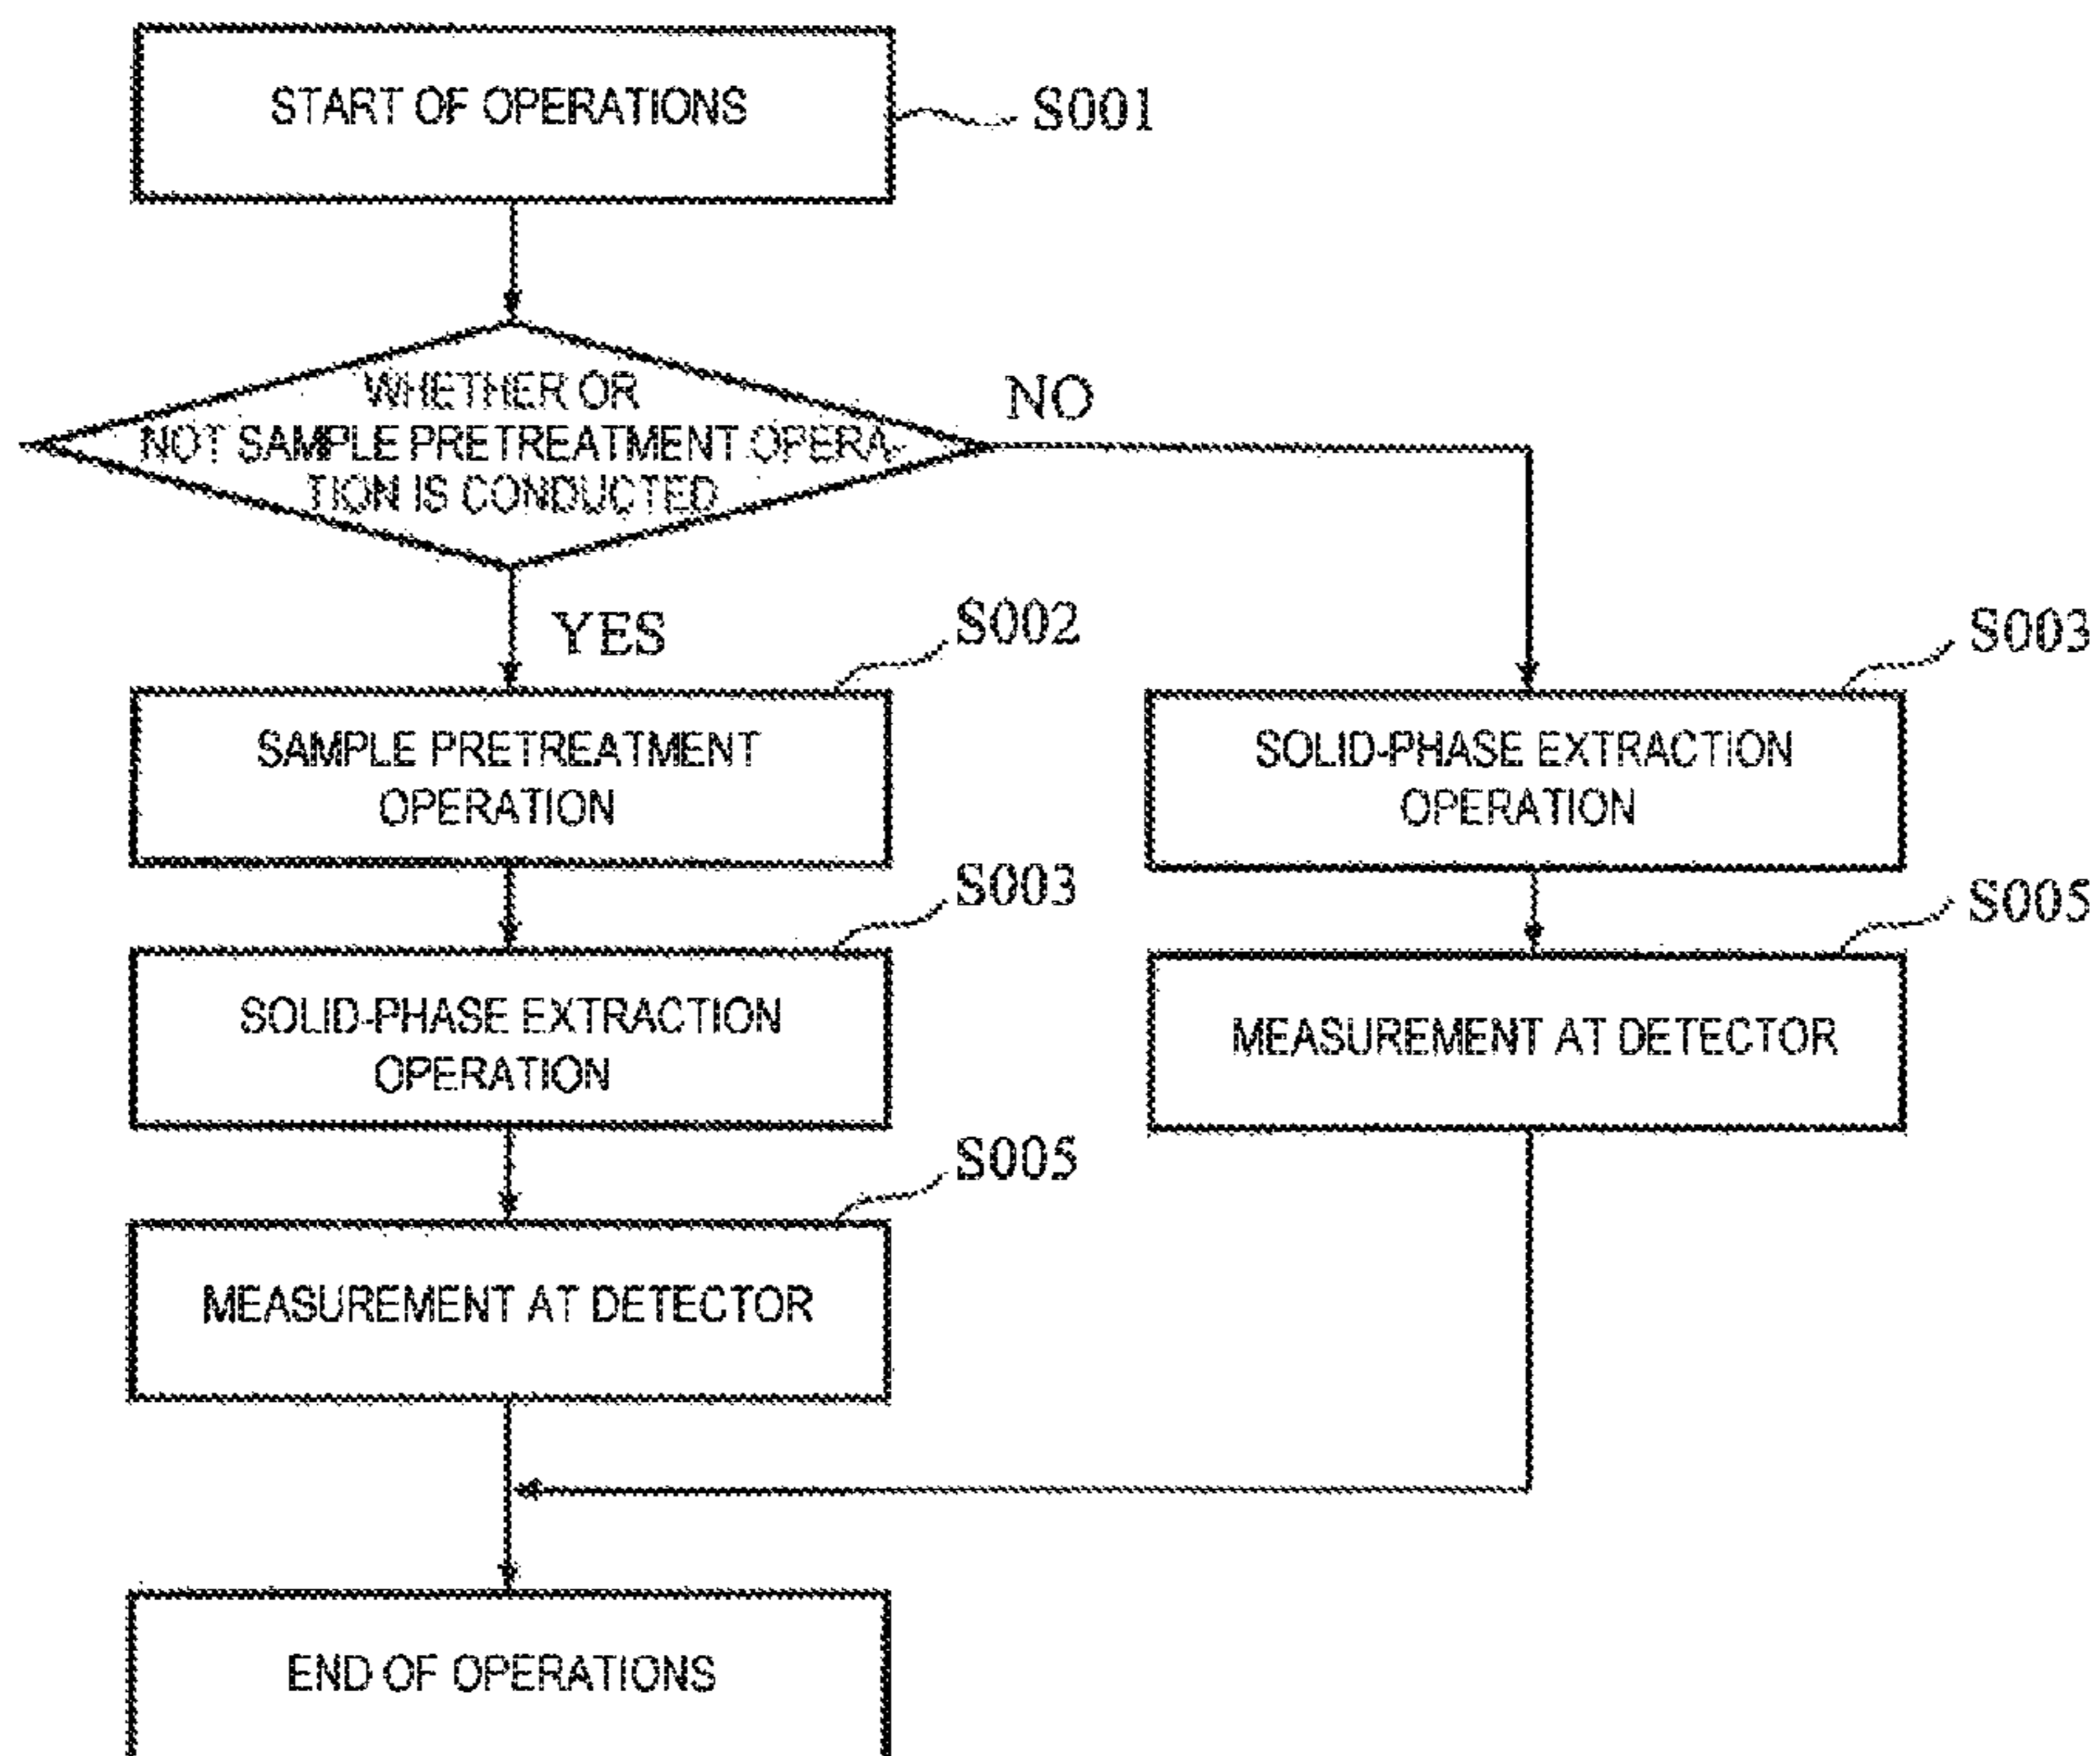 START OF OPERATIONS
S001
WHETHER OR
NOT SAMPLE PRETREATMENT OPERA-
TION IS CONDUCTED
NO
YES
S002
SAMPLE PRETREATMENT
OPERATION
S003
SOLID-PHASE EXTRACTION
OPERATION
S005
MEASUREMENT AT DETECTOR
S003
SOLID-PHASE EXTRACTION
OPERATION
S005
MEASUREMENT AT DETECTOR
END OF OPERATIONS